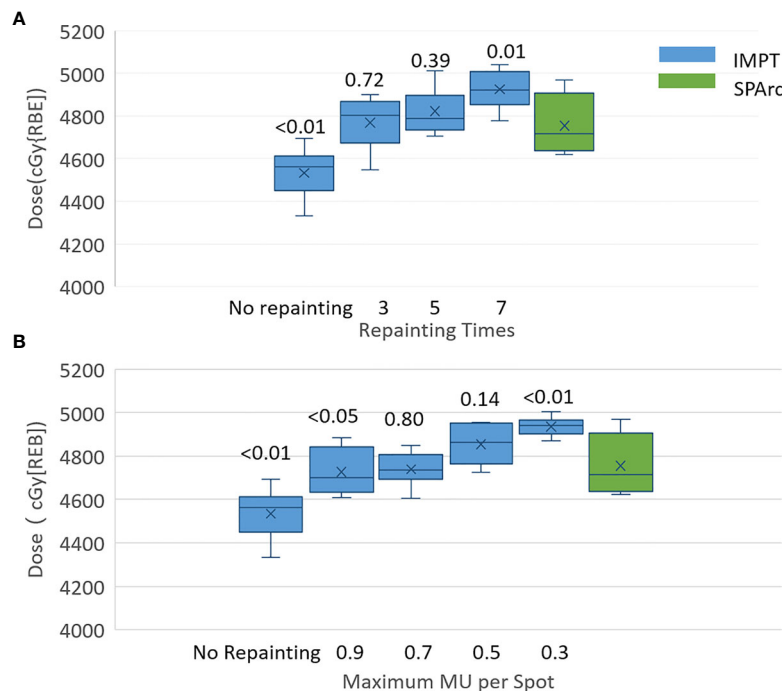 A
5200
5000
4800
4600
4400
4200
4000
Dose(cGy{RBE])
<0.01
0.72
0.39
0.01
IMPT
SPArc
No repainting 3 5 7
Repainting Times
B
5200
5000
4800
4600
4400
4200
4000
Dose ( cGy[REB])
<0.01
<0.05
0.80
0.14
<0.01
No Repainting 0.9 0.7 0.5 0.3
Maximum MU per Spot